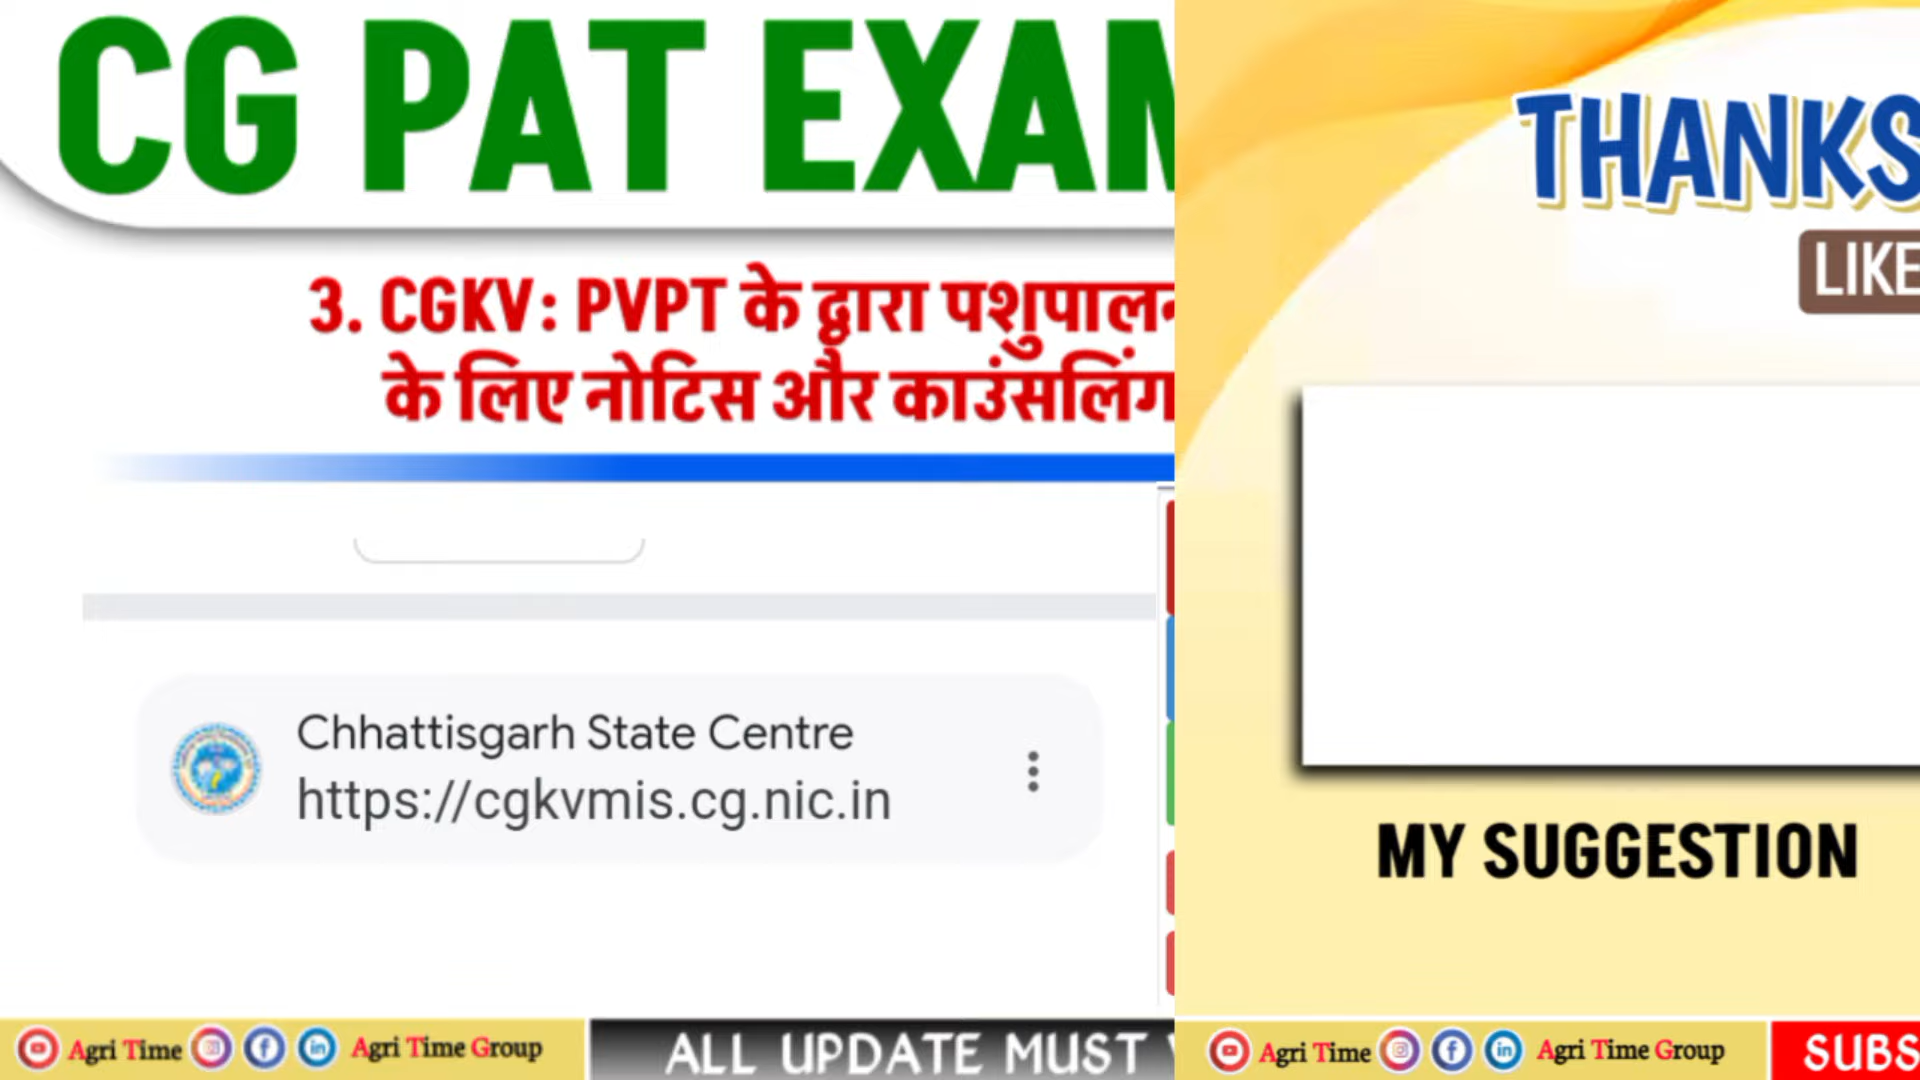 CG PAT EXAM
3. CGKV: PVPT के द्वारा पशुपालन
के लिए नोटिस और काउंसलिंग
Chhattisgarh State Centre
https://cgkvmis.cg.nic.in
Agri Time
Agri Time Group
ALL UPDATE MUST
THANKS
LIKE
MY SUGGESTION
Agri Time
Agri Time Group
SUBS